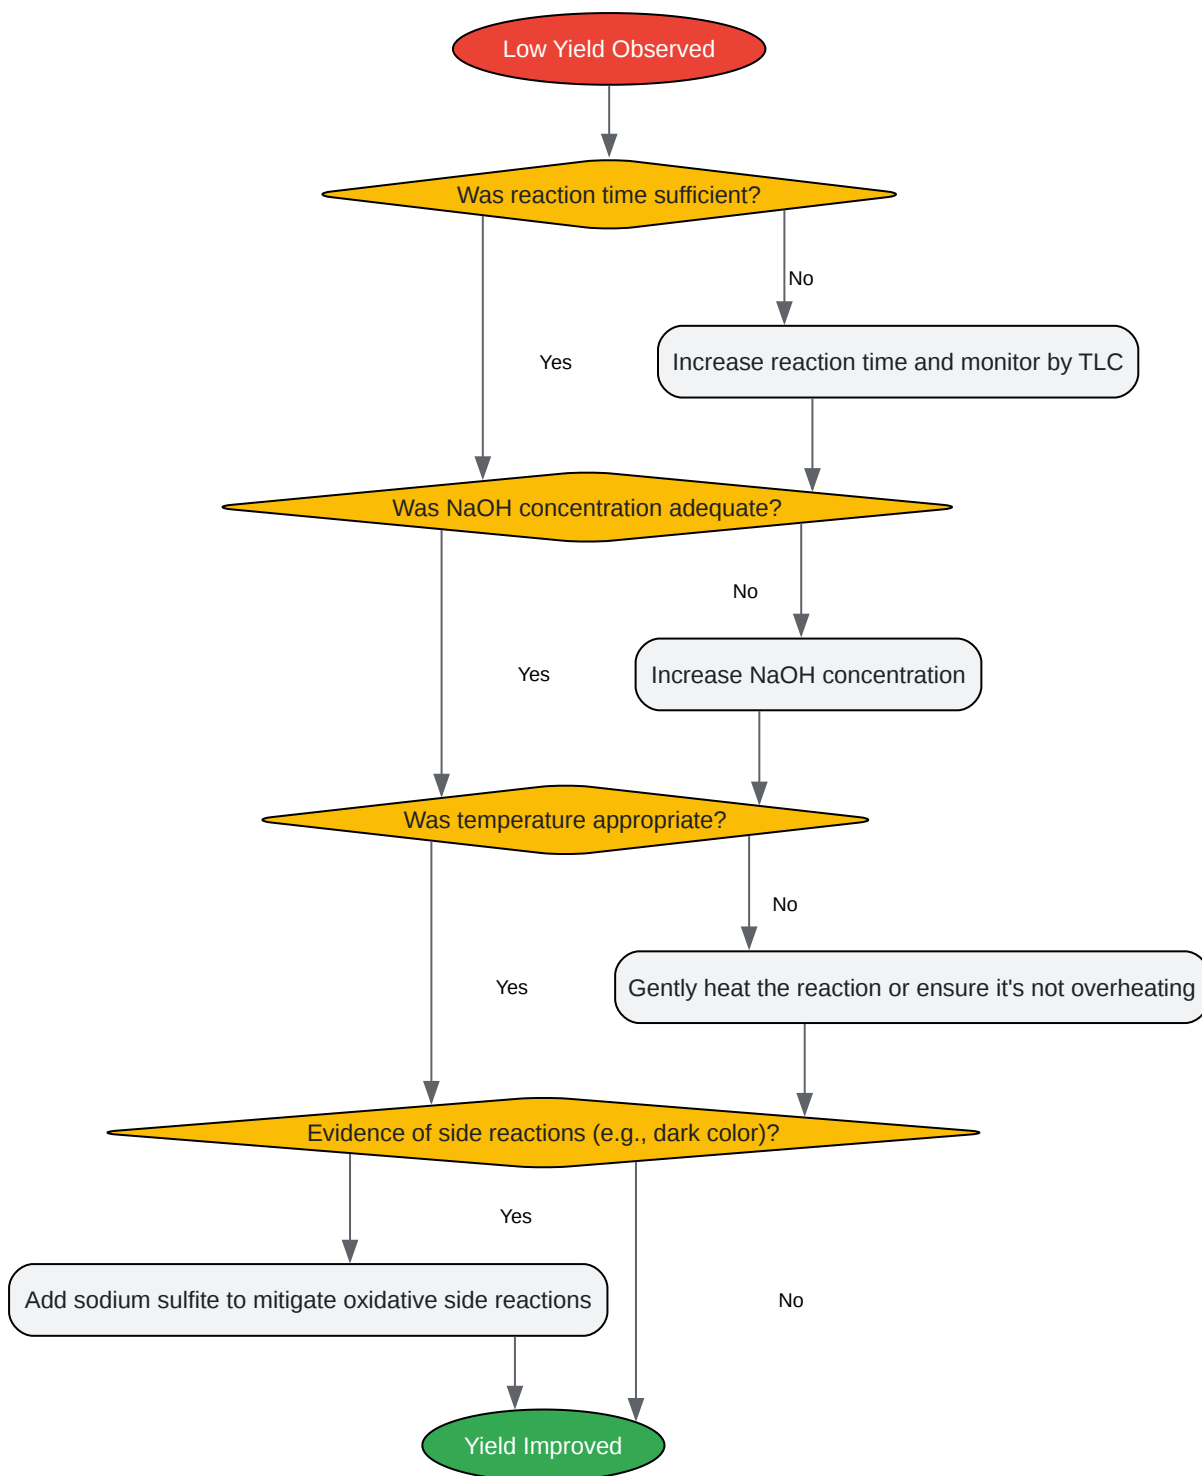 Low Yield Observed
Was reaction time sufficient?
No
Yes
Increase reaction time and monitor by TLC
Was NaOH concentration adequate?
No
Yes
Increase NaOH concentration
Was temperature appropriate?
No
Yes
Gently heat the reaction or ensure it's not overheating
Evidence of side reactions (e.g., dark color)?
Yes
Add sodium sulfite to mitigate oxidative side reactions
No
Yield Improved